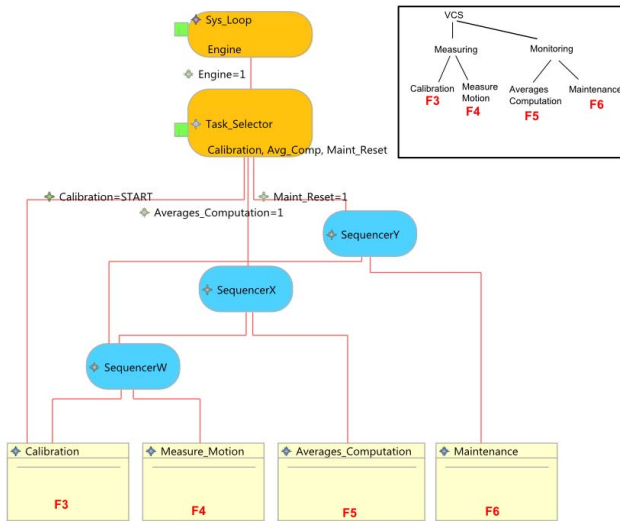 Sys_Loop
Engine
Engine=1
Task_Selector
Calibration, Avg_Comp, Maint_Reset
Calibration=START
Maint_Reset=1
Averages_Computation=1
SequencerY
SequencerX
SequencerW
Calibration
F3
Measure_Motion
F4
Averages_Computation
F5
Maintenance
F6
VCS
Measuring
Monitoring
Calibration
F3
Measure
Motion
F4
Averages
Computation
F5
Maintenance
F6